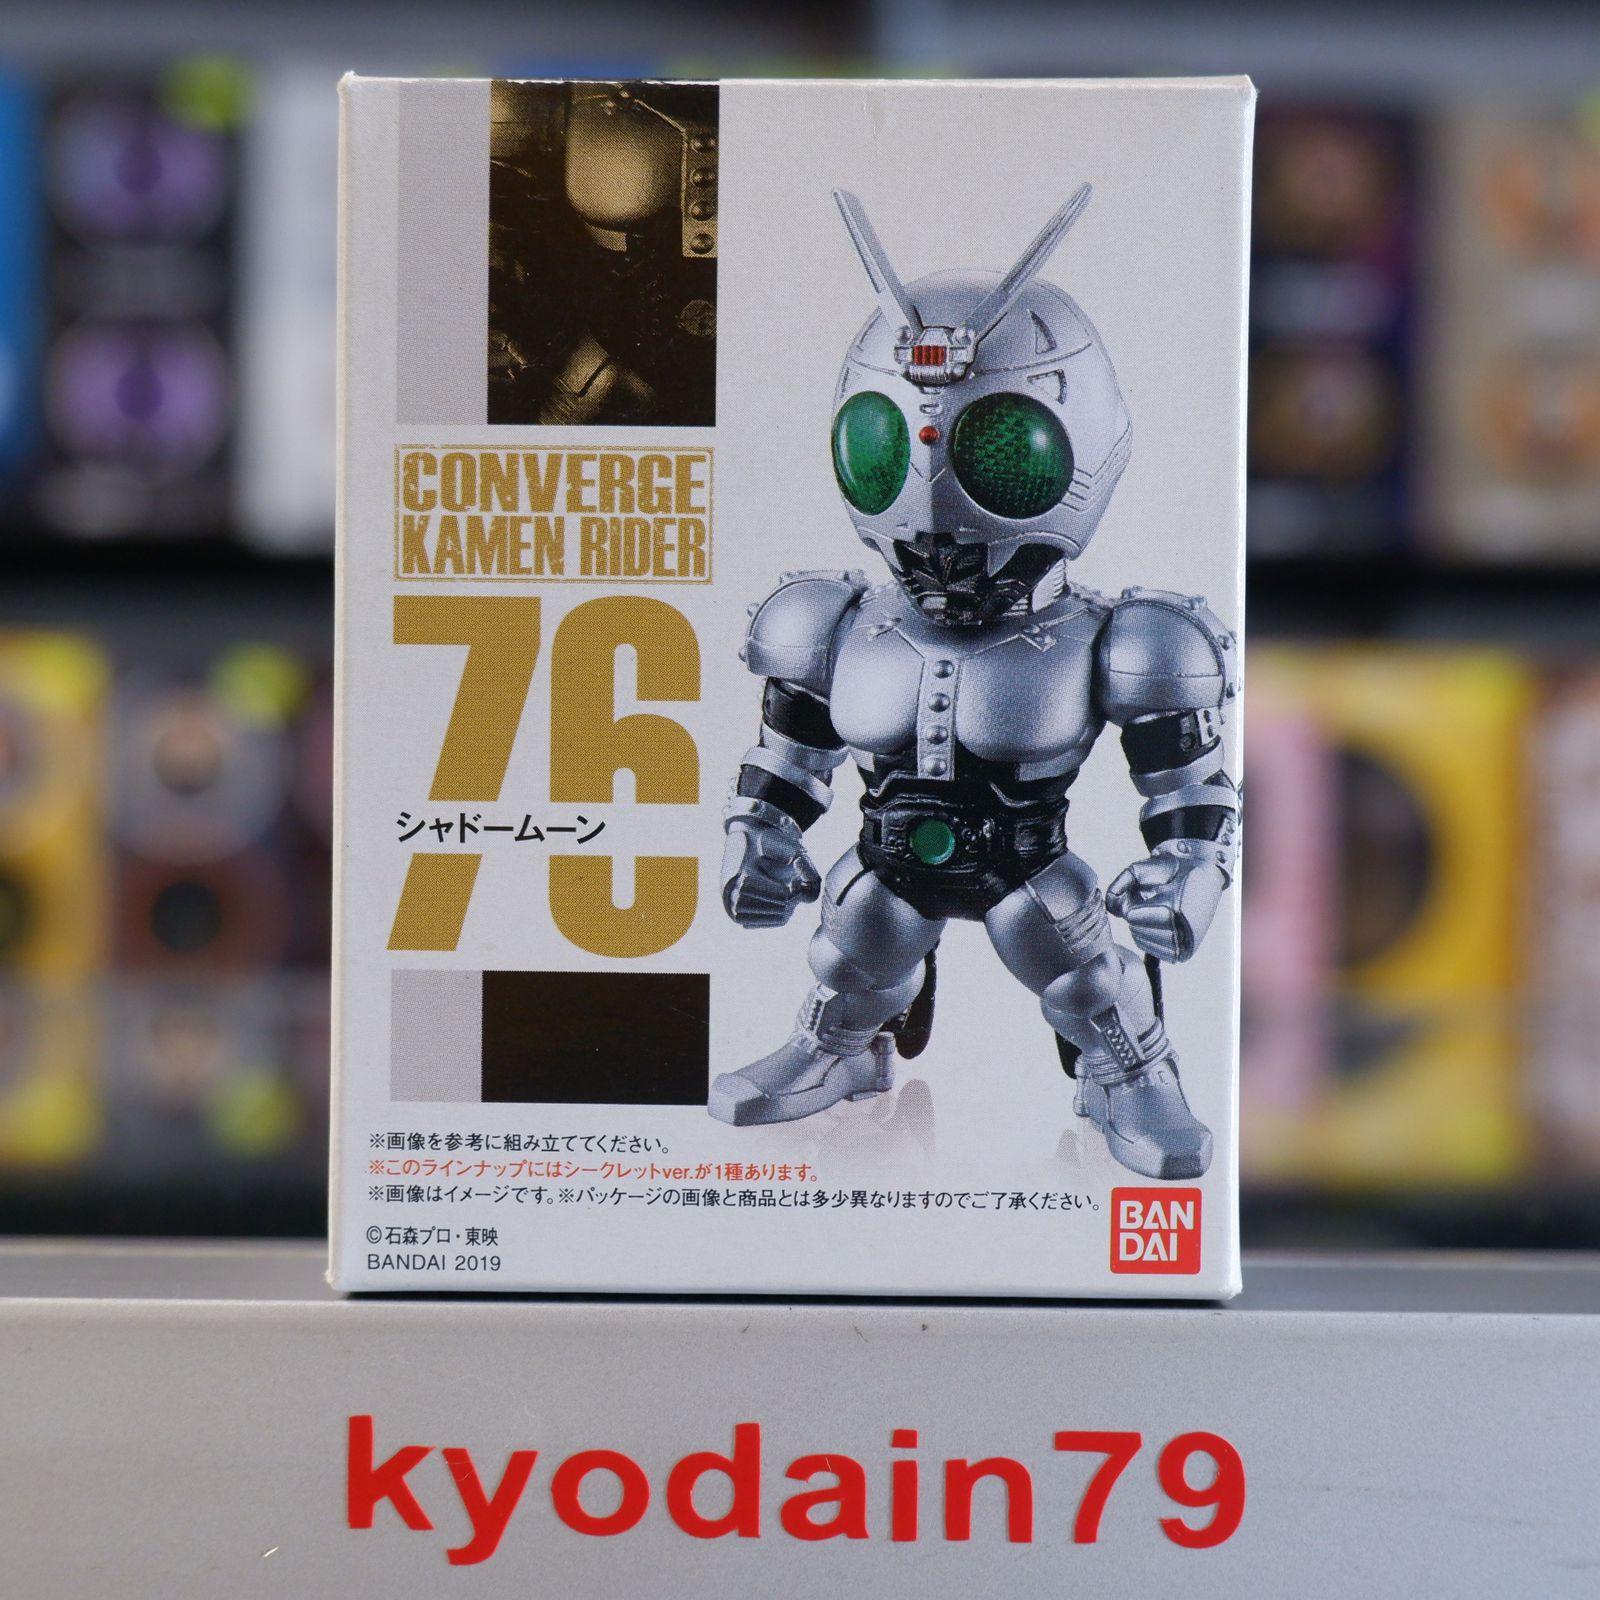 CONVERGE
KAMEN RIDER
76
シャドームーン
※画像を参考に組み立ててください。
※このラインナップにはシークレットver.が1種あります。
※画像はイメージです。※パッケージの画像と商品とは多少異なりますのでご了承ください。
©石森プロ・東映
BANDAI 2019
BAN
DAI
kyodain79